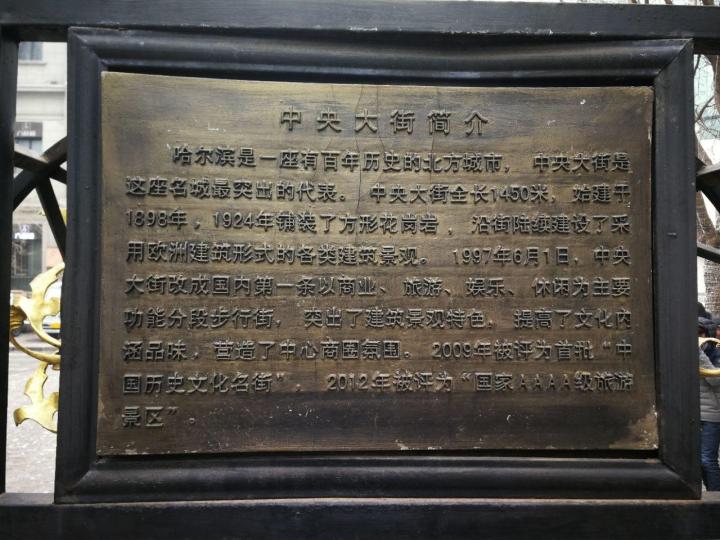 中央大街简介
哈尔滨是一座有百年历史的北方城市， 中央大街是
这座名城最突出的代表。 中央大街全长1450米，始建于
1898年，1924年铺装了方形花岗岩， 沿街陆续建设了采
用欧洲建筑形式的各类建筑景观。 1997年6月1日，中央
大街改成国内第一条以商业、旅游、娱乐、休闲为主要
功能分段步行街， 突出了建筑景观特色， 提高了文化内
涵品味，营造了中心商圈氛围。 2009年被评为首批“中
国历史文化名街”， 2012年被评为“国家AAAA级旅游
景区”。